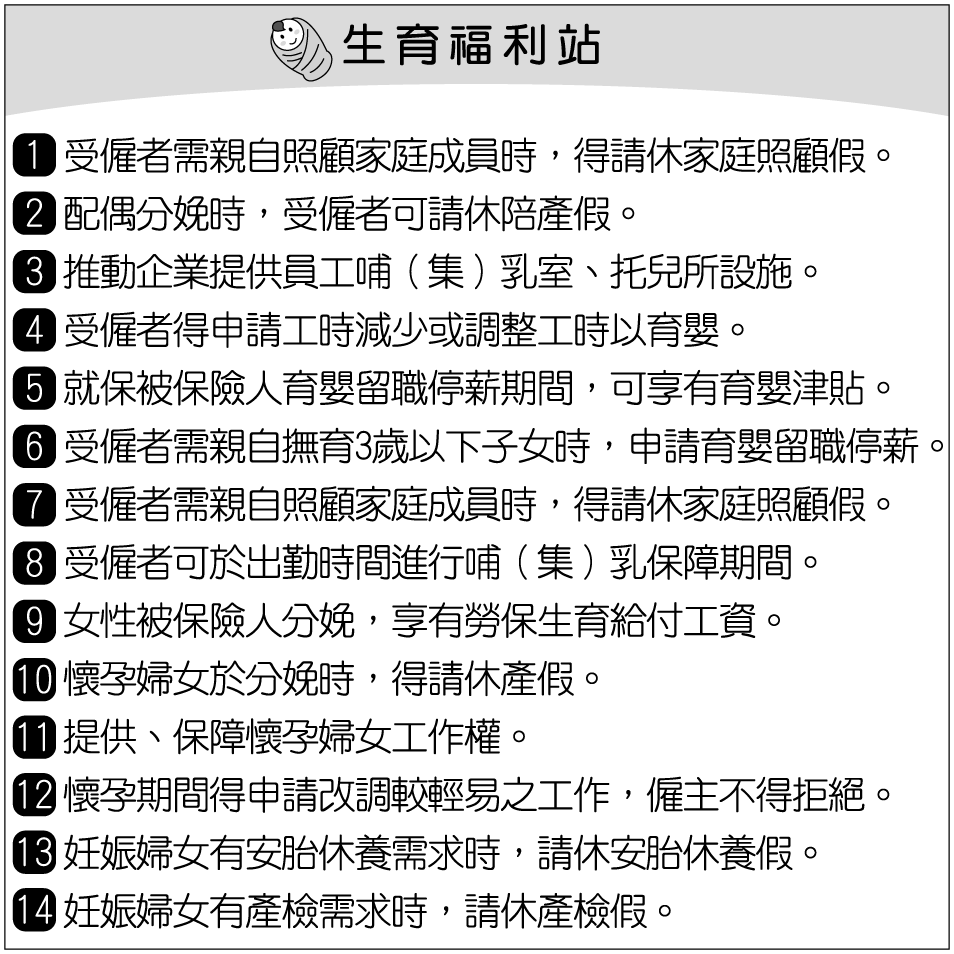 生育福利站
1 受僱者需親自照顧家庭成員時，得請休家庭照顧假。
2 配偶分娩時，受僱者可請休陪產假。
3 推動企業提供員工哺（集）乳室、托兒所設施。
4 受僱者得申請工時減少或調整工時以育嬰。
5 就保被保險人育嬰留職停薪期間，可享有育嬰津貼。
6 受僱者需親自撫育3歲以下子女時，申請育嬰留職停薪。
7 受僱者需親自照顧家庭成員時，得請休家庭照顧假。
8 受僱者可於出勤時間進行哺（集）乳保障期間。
9 女性被保險人分娩，享有勞保生育給付工資。
10 懷孕婦女於分娩時，得請休產假。
11 提供、保障懷孕婦女工作權。
12 懷孕期間得申請改調較輕易之工作，僱主不得拒絕。
13 妊娠婦女有安胎休養需求時，請休安胎休養假。
14 妊娠婦女有產檢需求時，請休產檢假。